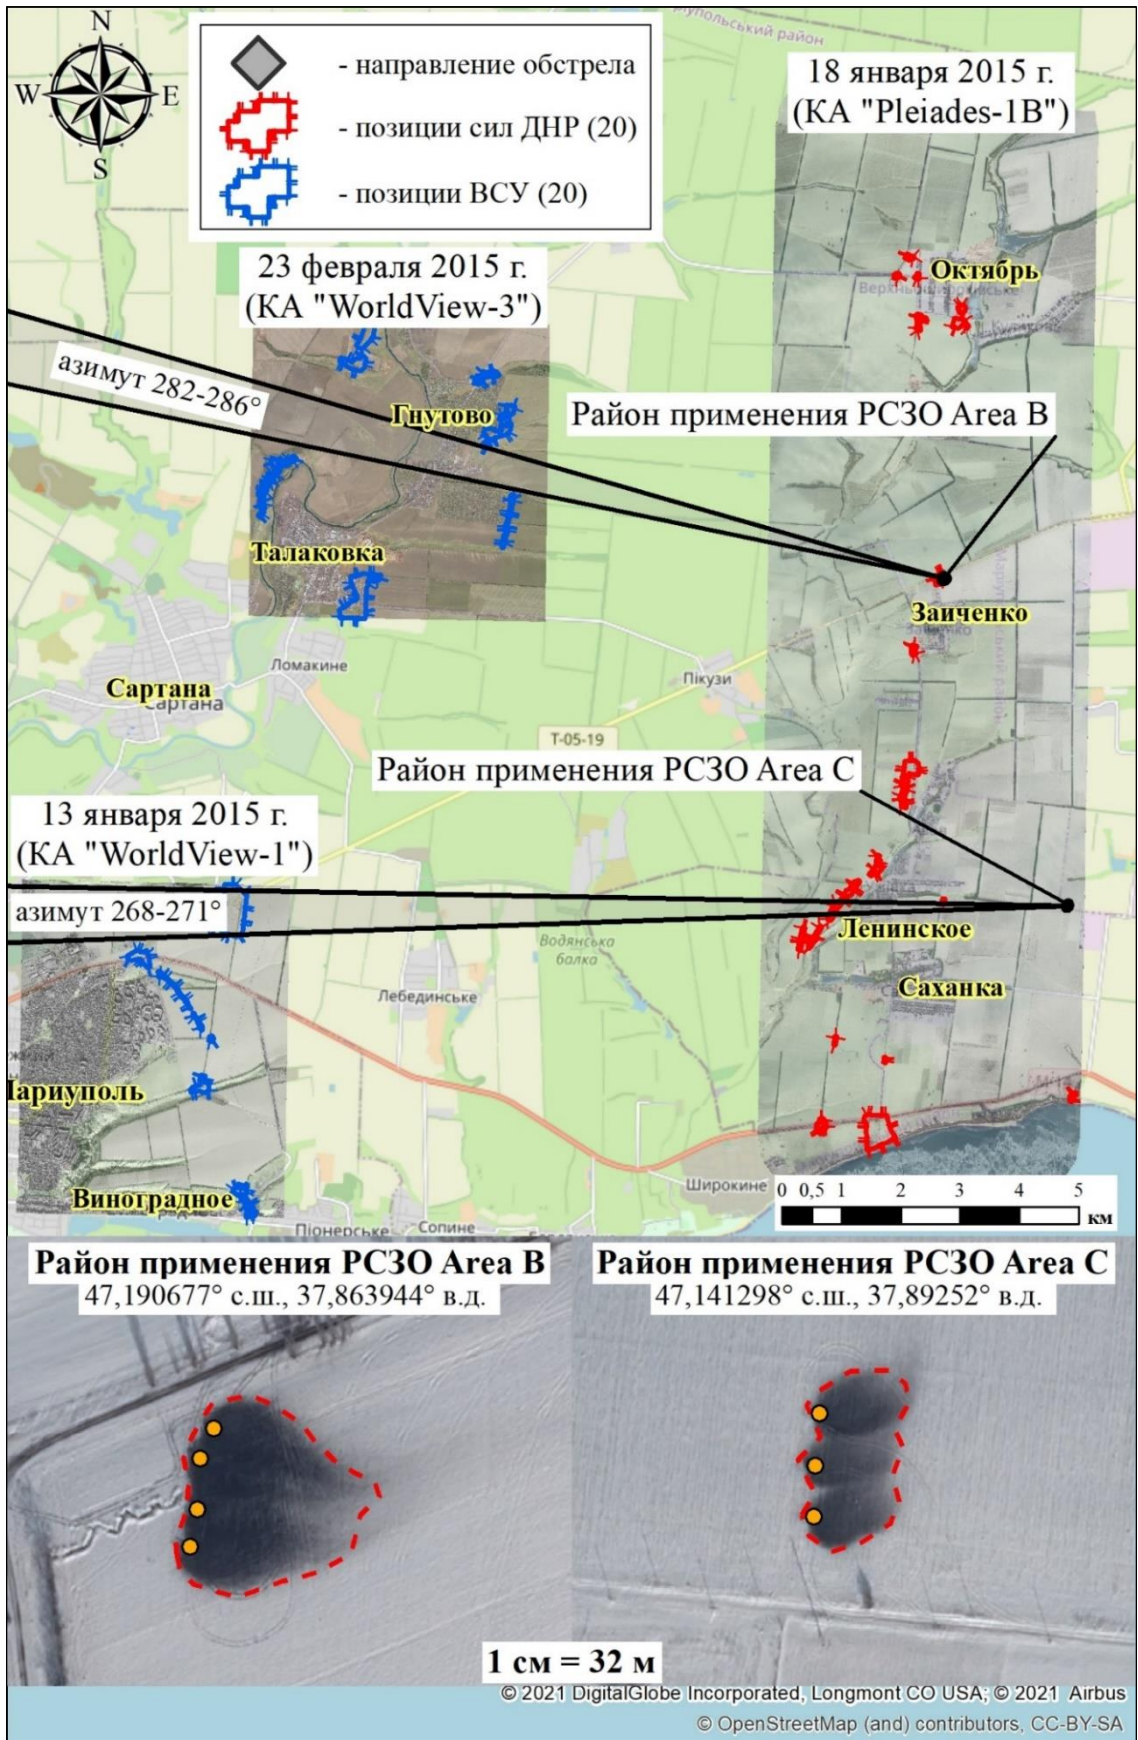 N
W
E
S
- направление обстрела
- позиции сил ДНР (20)
- позиции ВСУ (20)
18 января 2015 г.
(КА "Pleiades-1B")
23 февраля 2015 г.
(КА "WorldView-3")
Октябрь
азимут 282-286°
Гнутово
Район применения РСЗО Area B
Талаковка
Заиченко
Ломакине
Сартана
Сартана
Пікузи
Т-05-19
Район применения РСЗО Area C
13 января 2015 г.
(КА "WorldView-1")
азимут 268-271°
Ленинское
Водянська
балка
Лебединське
Саханка
Мариуполь
Виноградное
Піонерське
Сопине
Широкине
0 0,5 1 2 3 4 5
км
Район применения РСЗО Area B
47,190677° с.ш., 37,863944° в.д.
Район применения РСЗО Area C
47,141298° с.ш., 37,89252° в.д.
1 см = 32 м
© 2021 DigitalGlobe Incorporated, Longmont CO USA; © 2021 Airbus
© OpenStreetMap (and) contributors, CC-BY-SA